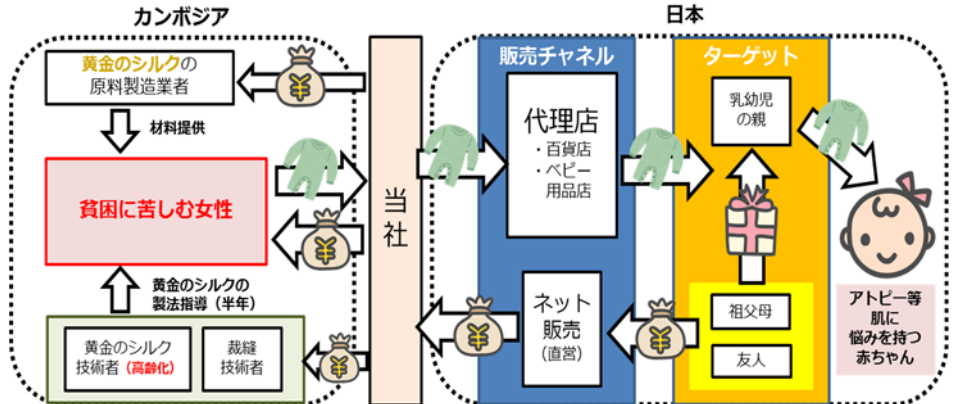 カンボジア
日本
黄金のシルクの
原料製造業者
材料提供
貧困に苦しむ女性
黄金のシルクの
製法指導（半年）
黄金のシルク
技術者（高齢化）
裁縫
技術者
¥
¥
¥
当
社
販売チャネル
代理店
・百貨店
・ベビー
用品店
ネット
販売
（直営）
¥
¥
ターゲット
乳幼児
の親
祖父母
友人
アトピー等
肌に
悩みを持つ
赤ちゃん